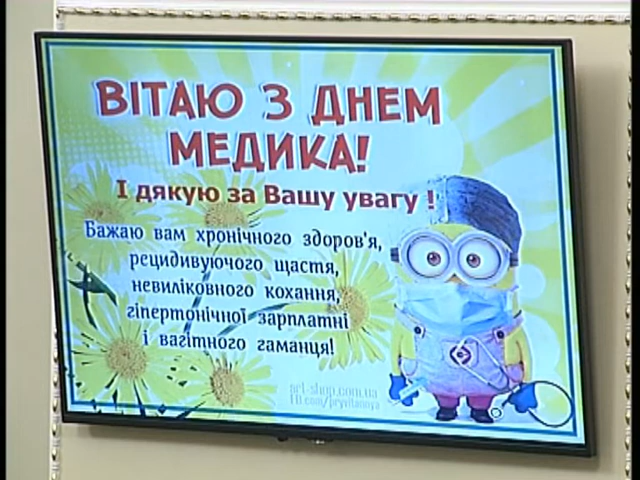 ВІТАЮ З ДНЕМ
МЕДИКА!
І дякую за Вашу увагу !
Бажаю вам хронічного здоров'я,
рецидивуючого щастя,
невиліковного кохання,
гіпертонічної зарплатні
і вагітного гаманця!
art-shop.com.ua